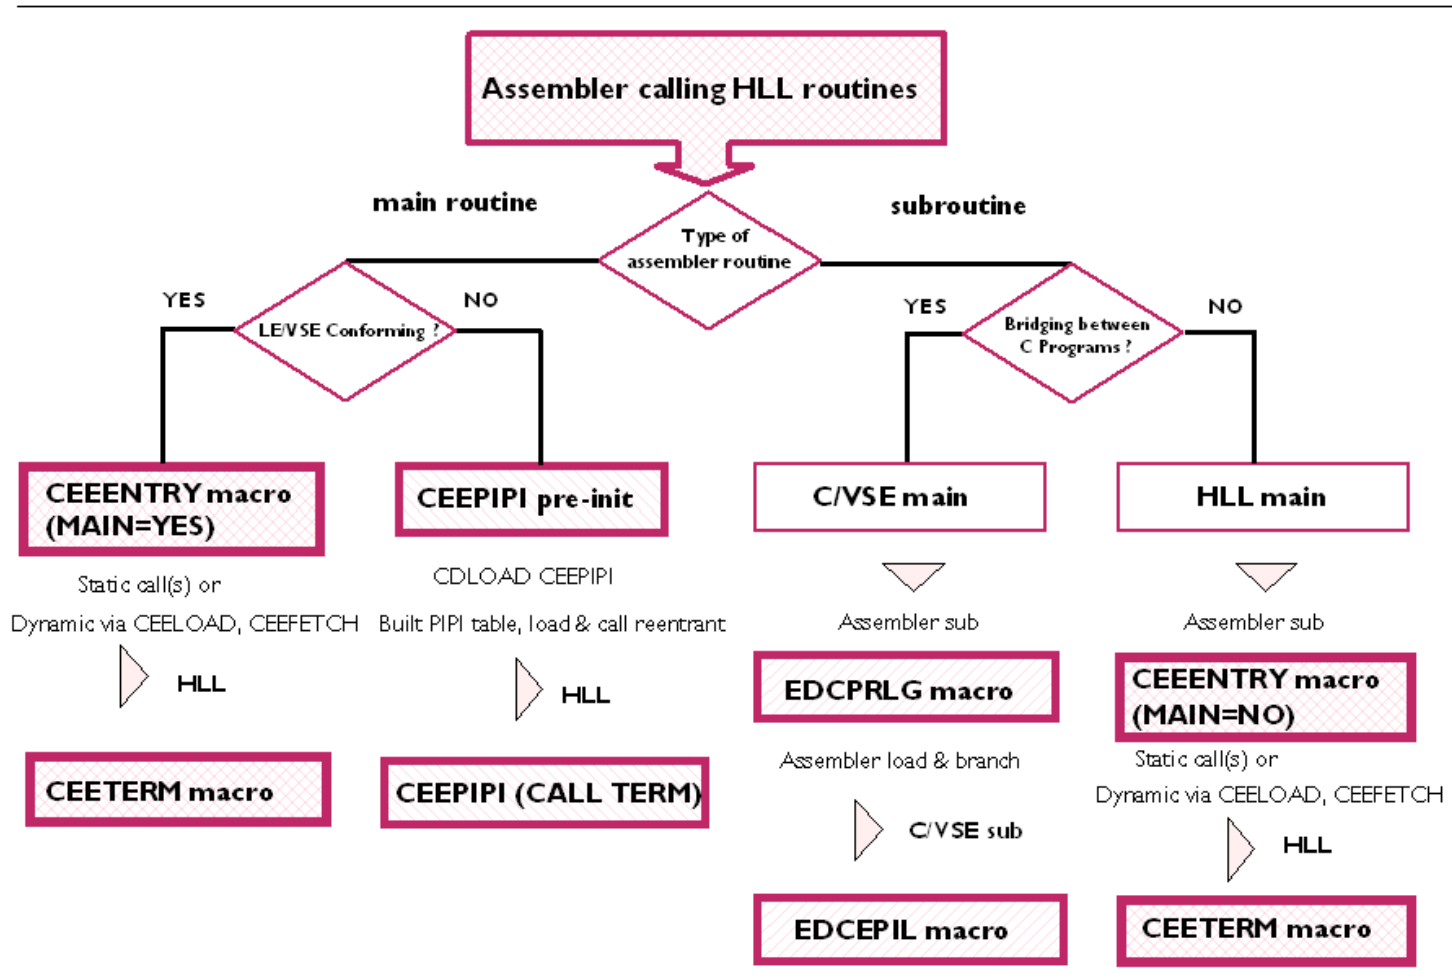 Assembler calling HLL routines
main routine
subroutine
Type of
assembler routine
YES
NO
LE/VSE Conforming ?
YES
NO
Bridging between
C Programs ?
CEEENTRY macro
(MAIN=YES)
Static call(s) or
Dynamic via CEELOAD, CEEFETCH
HLL
CEETERM macro
CEEPIPI pre-init
CDLOAD CEEPIPI
Built PIPI table, load & call reentrant
HLL
CEEPIPI (CALL TERM)
C/VSE main
Assembler sub
EDCPRLG macro
Assembler load & branch
C/VSE sub
EDCEPIL macro
HLL main
Assembler sub
CEEENTRY macro
(MAIN=NO)
Static call(s) or
Dynamic via CEELOAD, CEEFETCH
HLL
CEETERM macro